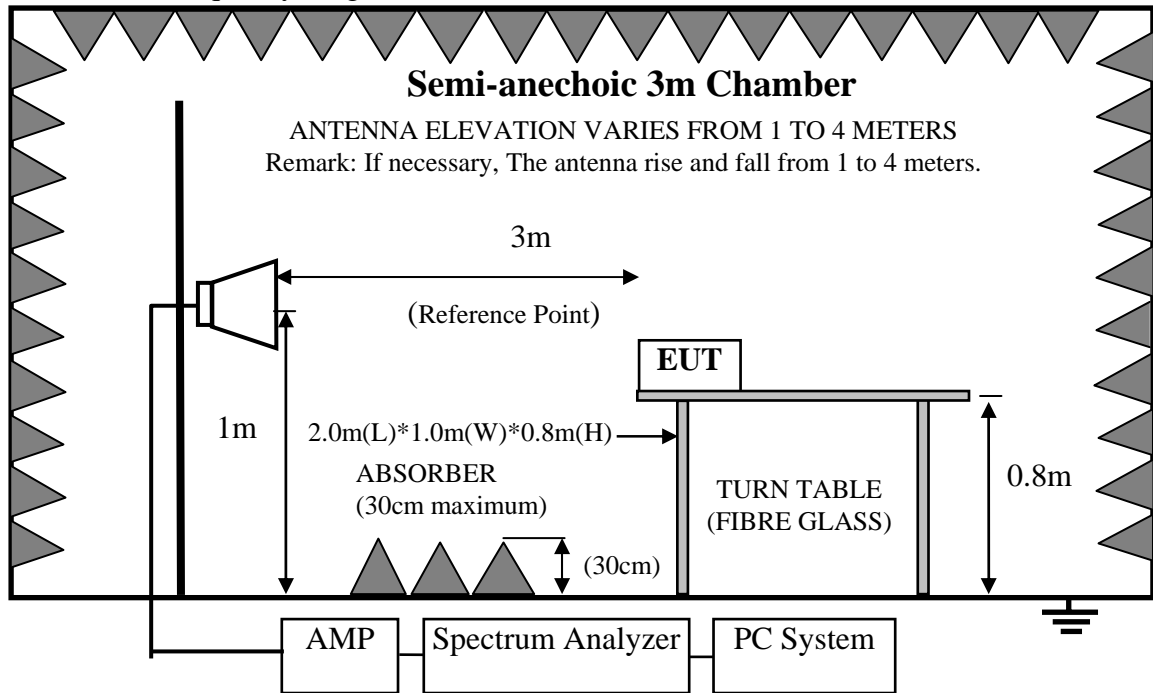 Semi-anechoic 3m Chamber
ANTENNA ELEVATION VARIES FROM 1 TO 4 METERS
Remark: If necessary, The antenna rise and fall from 1 to 4 meters.
3m
(Reference Point)
EUT
1m
2.0m(L)*1.0m(W)*0.8m(H)
ABSORBER
(30cm maximum)
TURN TABLE
(FIBRE GLASS)
0.8m
(30cm)
AMP
Spectrum Analyzer
PC System